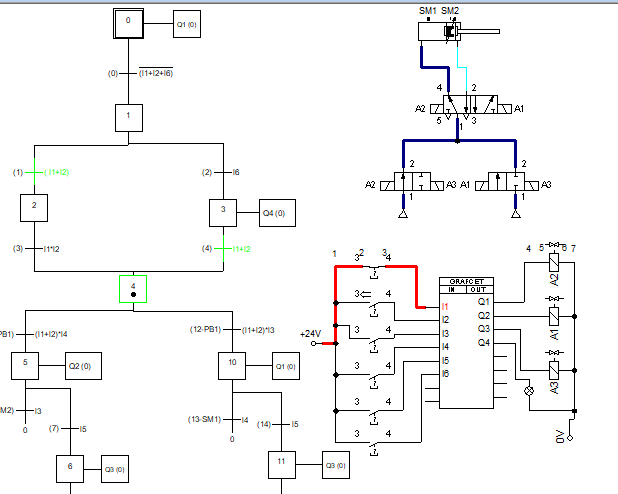 0
Q1 (0)
(0)
(I1+I2+I6)
1
(1)
(I1+I2)
(2)
I6
2
3
Q4 (0)
(3)
I1*I2
(4)
I1+I2
4
PB1)
(I1+I2)*I4
(12-PB1)
(I1+I2)*I3
5
Q2 (0)
10
Q1 (0)
M2)
I3
(7)
I5
0
(13-SM1)
I4
(14)
I5
0
6
Q3 (0)
11
Q3 (0)
SM1 SM2
4 2
A2 A1
5 3
1
2 2
A2 A3 A1 A3
1 1
1 3 2 3 4
4 5 6 7
GRAFCET
IN OUT
A2
I1 Q1
3 4
I2 Q2
A1
+24V
I3 Q3
3 4
I4 Q4
I5
A3
3 4
I6
3 4
3 4
0V